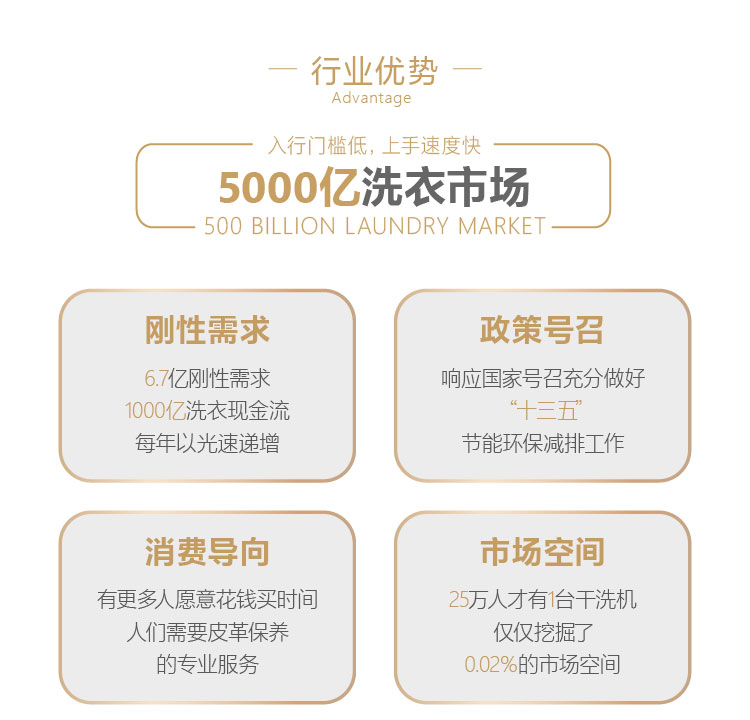 行业优势
Advantage
入行门槛低, 上手速度快
5000亿洗衣市场
500 BILLION LAUNDRY MARKET
刚性需求
6.7亿刚性需求
1000亿洗衣现金流
每年以光速递增
政策号召
响应国家号召充分做好
“十三五”
节能环保减排工作
消费导向
有更多人愿意花钱买时间
人们需要皮革保养
的专业服务
市场空间
25万人才有1台干洗机
仅仅挖掘了
0.02%的市场空间